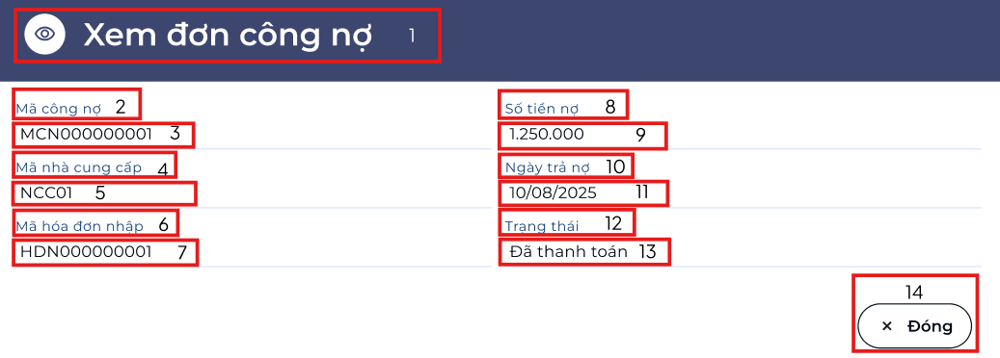 Xem đơn công nợ 1
Mã công nợ 2
MCN000000001 3
Mã nhà cung cấp 4
NCC01 5
Mã hóa đơn nhập 6
HDN000000001 7
Số tiền nợ 8
1.250.000 9
Ngày trả nợ 10
10/08/2025 11
Trạng thái 12
Đã thanh toán 13
14
× Đóng